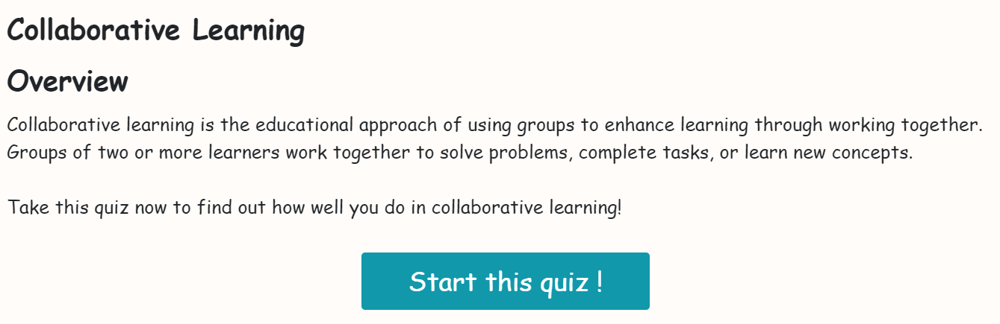 Collaborative Learning
Overview
Collaborative learning is the educational approach of using groups to enhance learning through working together.
Groups of two or more learners work together to solve problems, complete tasks, or learn new concepts.
Take this quiz now to find out how well you do in collaborative learning!
Start this quiz !